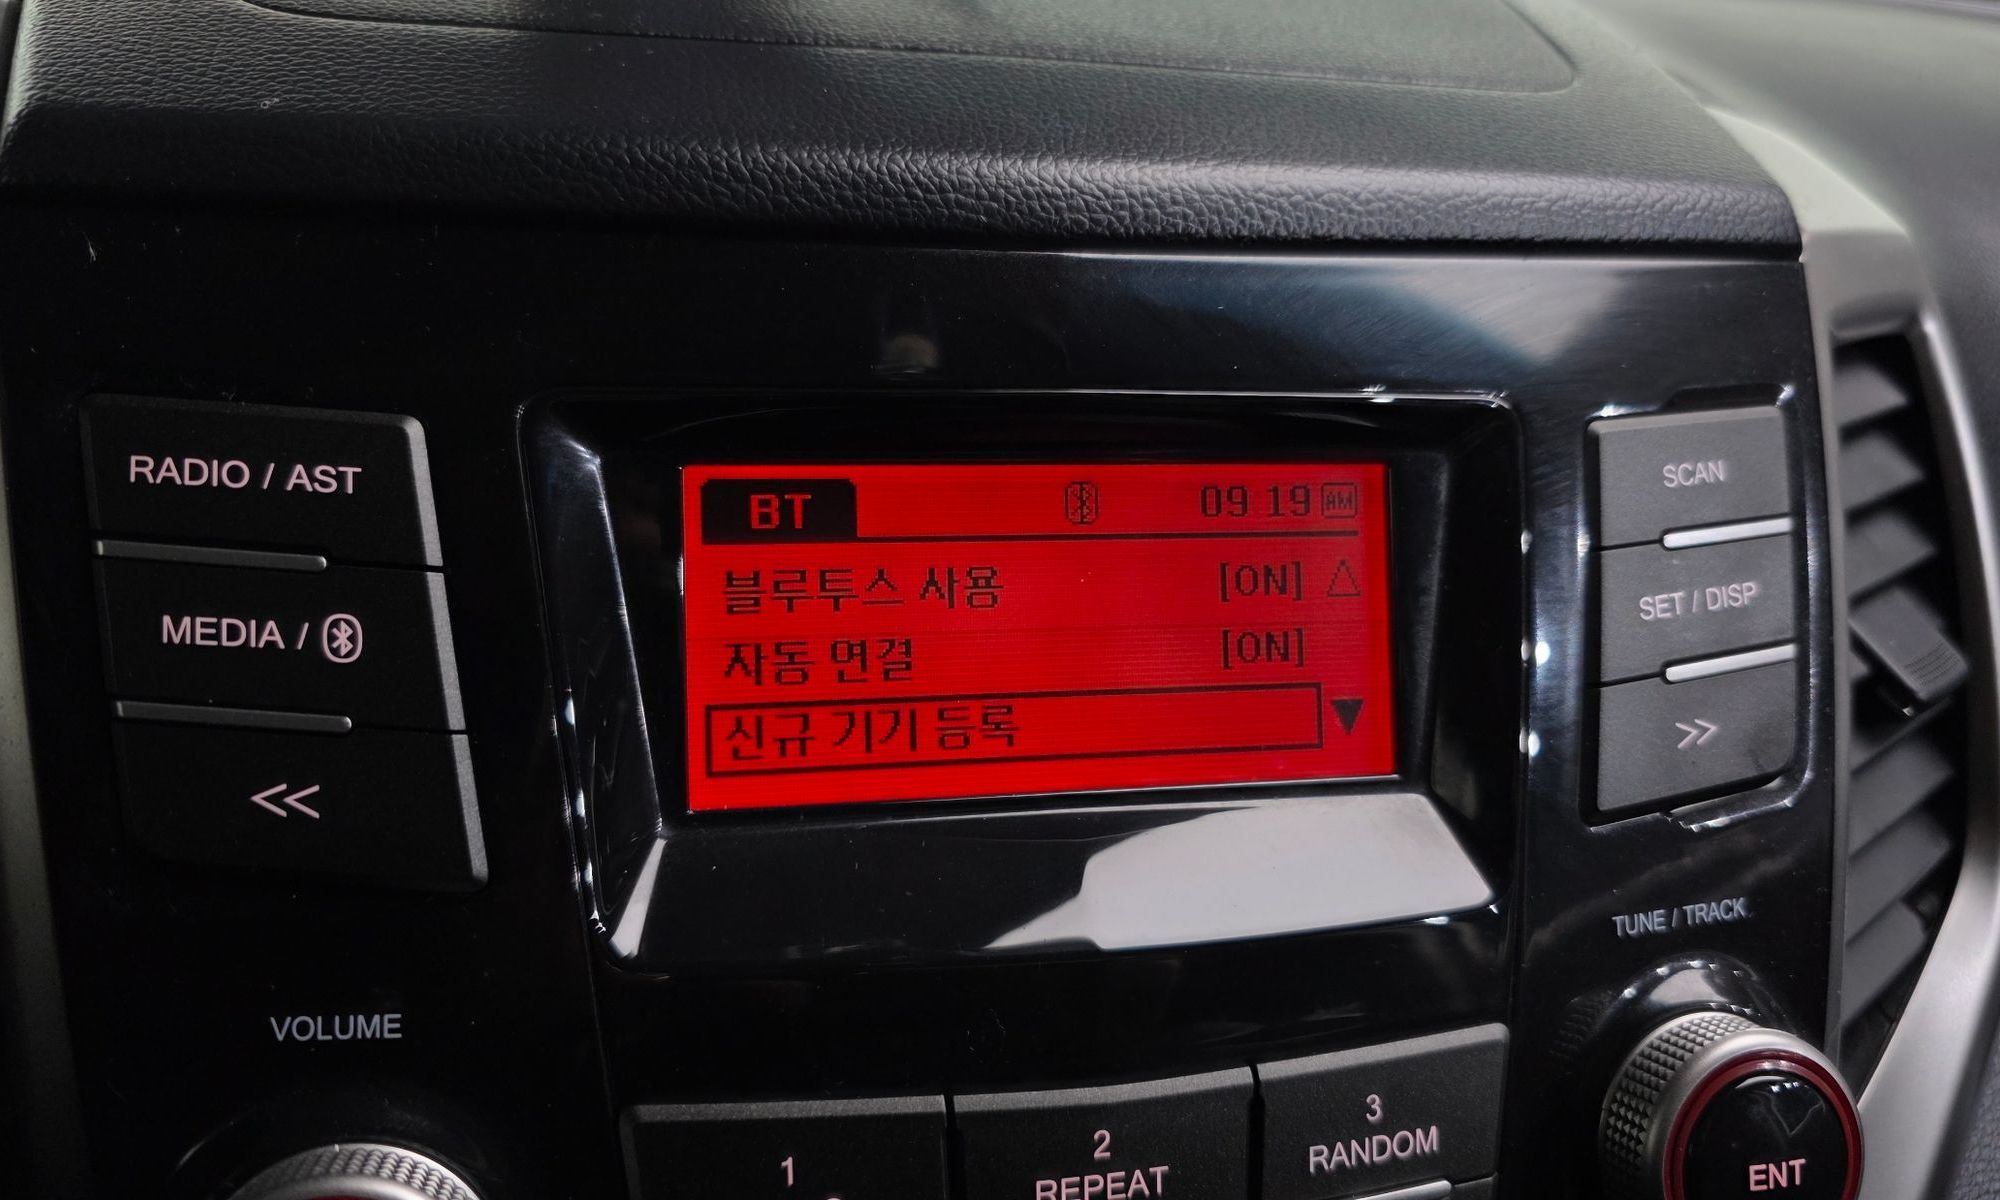 RADIO / AST
MEDIA /
<<
VOLUME
BT 09 19 AM
블루투스 사용 [ON]
자동 연결 [ON]
신규 기기 등록
SCAN
SET / DISP
>>
TUNE / TRACK
1
2
REPEAT
3
RANDOM
ENT